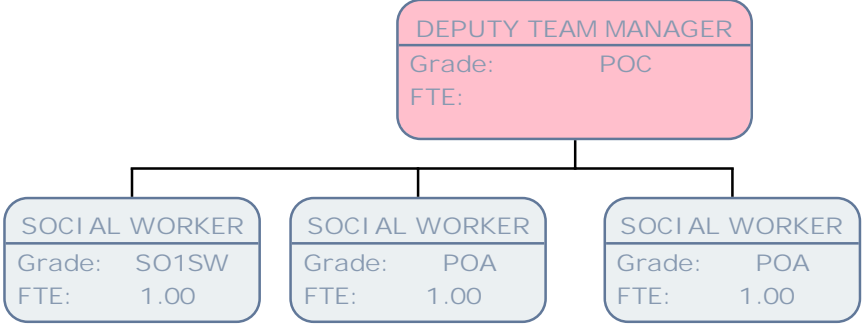 DEPUTY TEAM MANAGER
Grade: POC
FTE:
SOCIAL WORKER
Grade: SO1SW
FTE: 1.00
SOCIAL WORKER
Grade: POA
FTE: 1.00
SOCIAL WORKER
Grade: POA
FTE: 1.00